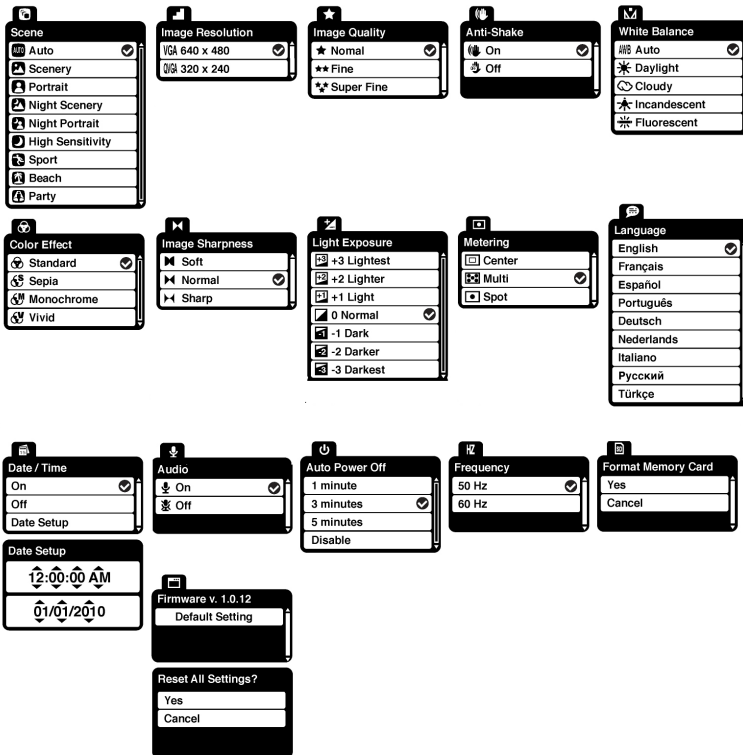 Scene
AUTO Auto
Scenery
Portrait
Night Scenery
Night Portrait
High Sensitivity
Sport
Beach
Party
Image Resolution
VGA 640 x 480
QVGA 320 x 240
Image Quality
Nomal
Fine
Super Fine
Anti-Shake
On
Off
White Balance
AWB Auto
Daylight
Cloudy
Incandescent
Fluorescent
Color Effect
Standard
S Sepia
M Monochrome
V Vivid
Image Sharpness
Soft
Normal
Sharp
Light Exposure
+3 +3 Lightest
+2 +2 Lighter
+1 +1 Light
0 Normal
-1 -1 Dark
-2 -2 Darker
-3 -3 Darkest
Metering
Center
Multi
Spot
Language
English
Français
Español
Português
Deutsch
Nederlands
Italiano
Русский
Türkçe
Date / Time
On
Off
Date Setup
Date Setup
12:00:00 AM
01/01/2010
Audio
On
Off
Firmware v. 1.0.12
Default Setting
Reset All Settings?
Yes
Cancel
Auto Power Off
1 minute
3 minutes
5 minutes
Disable
HZ
Frequency
50 Hz
60 Hz
SD
Format Memory Card
Yes
Cancel